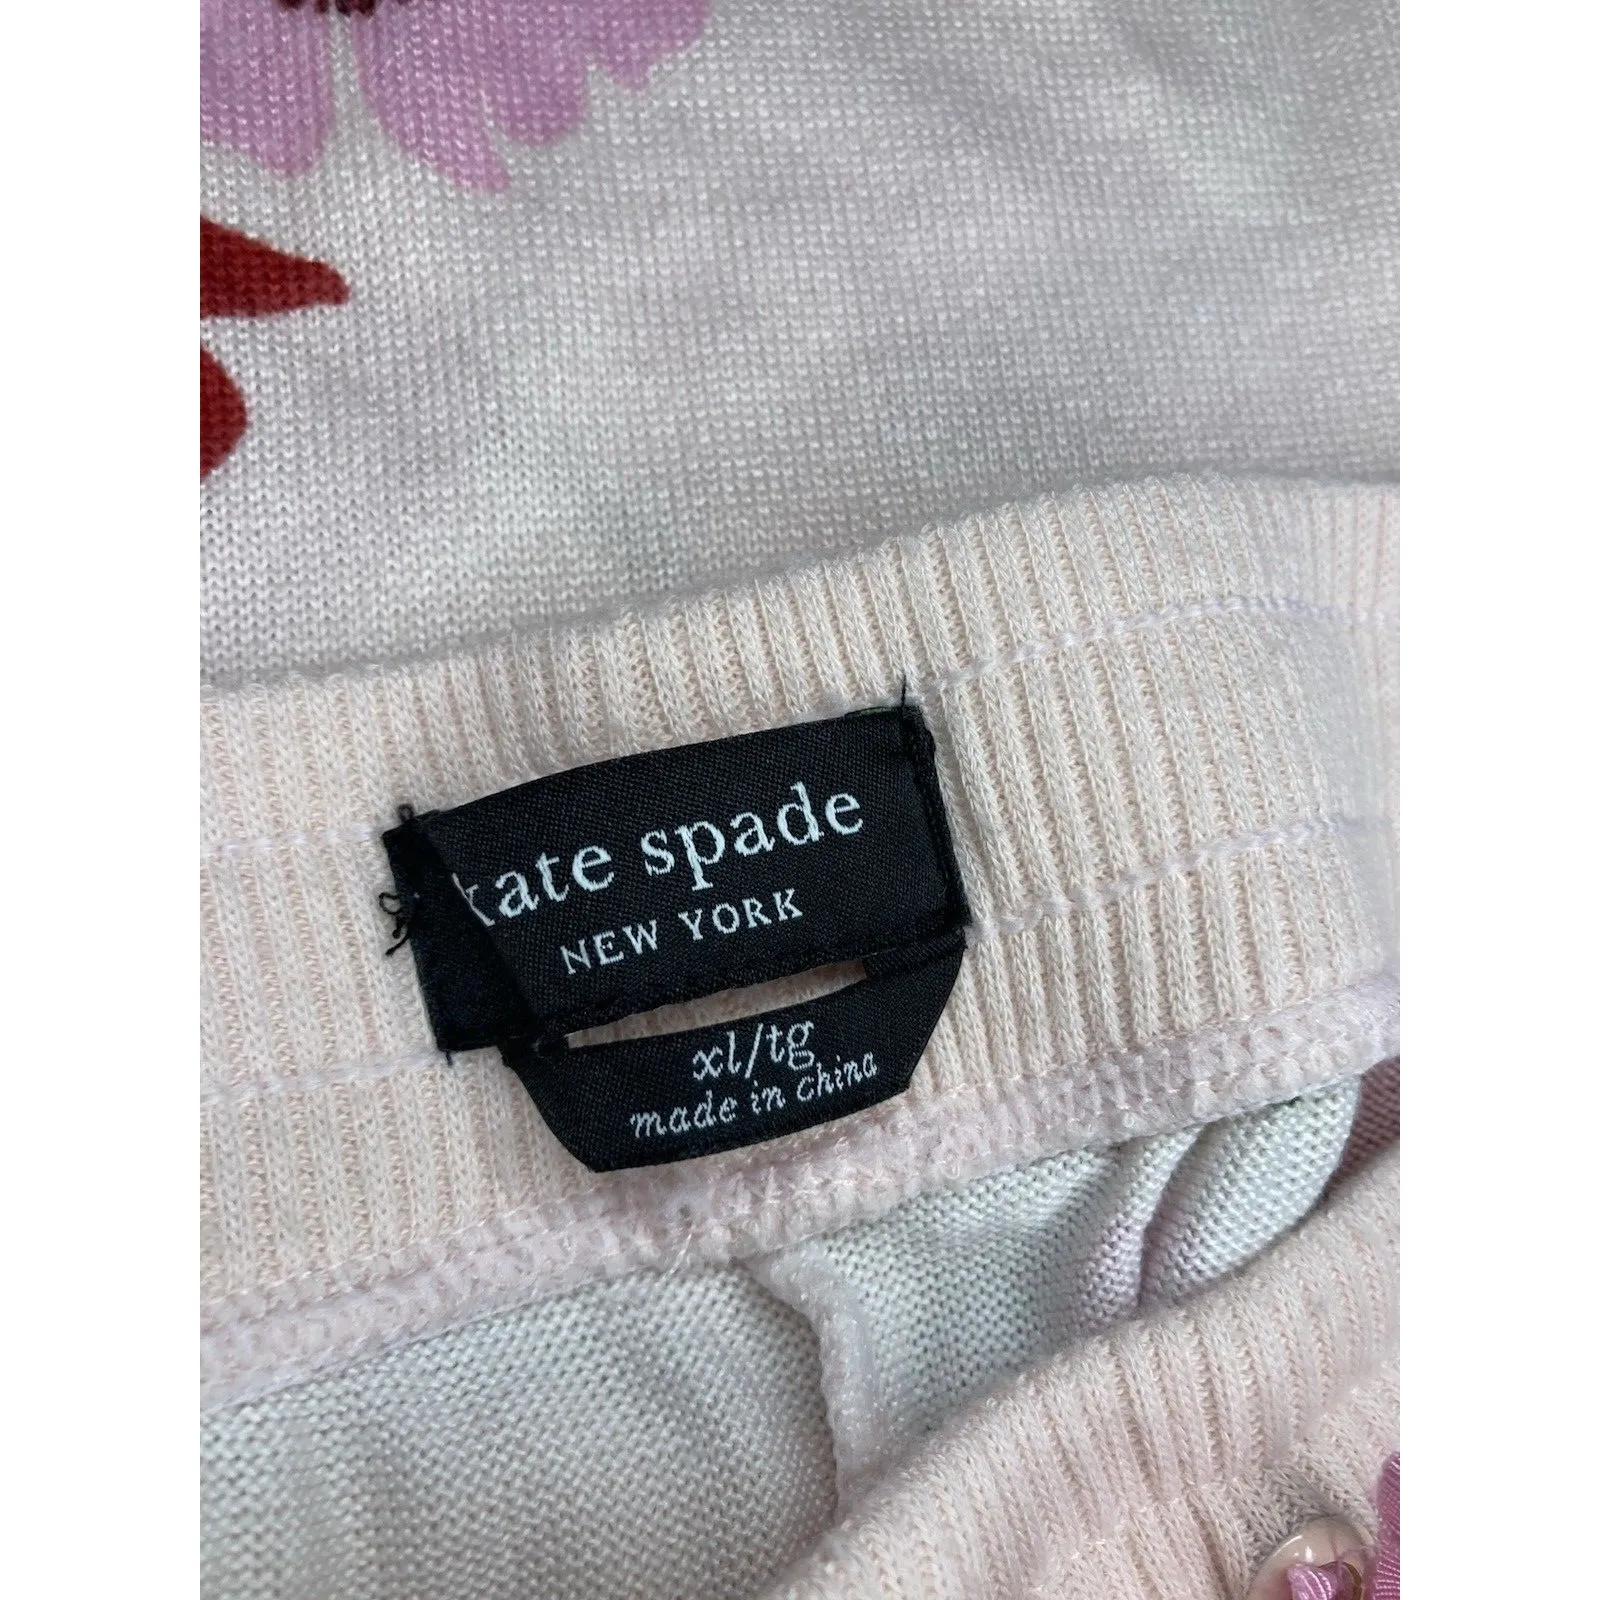 kate spade
NEW YORK
xl/tg
made in china